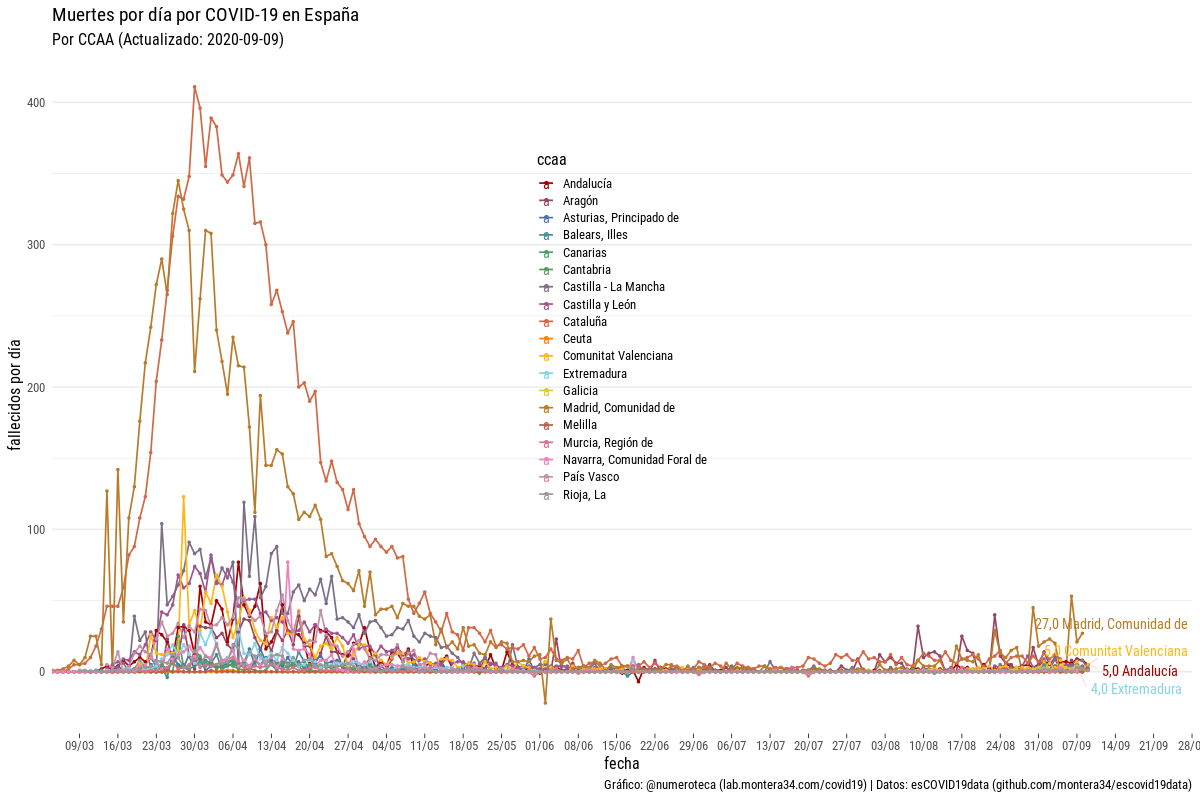 Muertes por día por COVID-19 en España
Por CCAA (Actualizado: 2020-09-09)
fallecidos por día
400
300
200
100
0
ccaa
Andalucía
Aragón
Asturias, Principado de
Balears, Illes
Canarias
Cantabria
Castilla - La Mancha
Castilla y León
Cataluña
Ceuta
Comunitat Valenciana
Extremadura
Galicia
Madrid, Comunidad de
Melilla
Murcia, Región de
Navarra, Comunidad Foral de
País Vasco
Rioja, La
27,0 Madrid, Comunidad de
5,0 Comunitat Valenciana
5,0 Andalucía
4,0 Extremadura
09/03 16/03 23/03 30/03 06/04 13/04 20/04 27/04 04/05 11/05 18/05 25/05 01/06 08/06 15/06 22/06 29/06 06/07 13/07 20/07 27/07 03/08 10/08 17/08 24/08 31/08 07/09 14/09 21/09 28/0
fecha
Gráfico: @numeroteca (lab.montera34.com/covid19) | Datos: esCOVID19data (github.com/montera34/escovid19data)